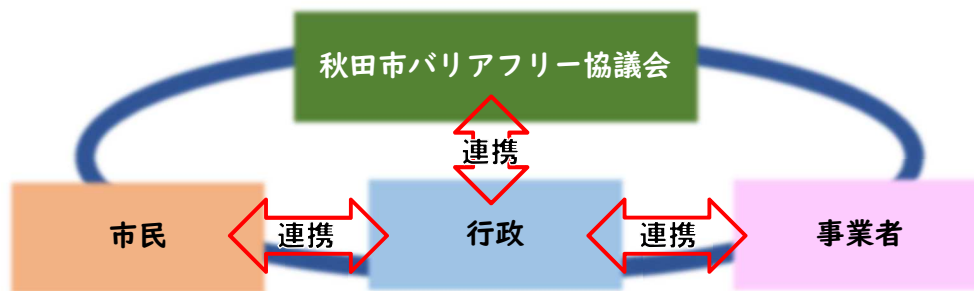 秋田市バリアフリー協議会
連携
市民
連携
行政
連携
事業者